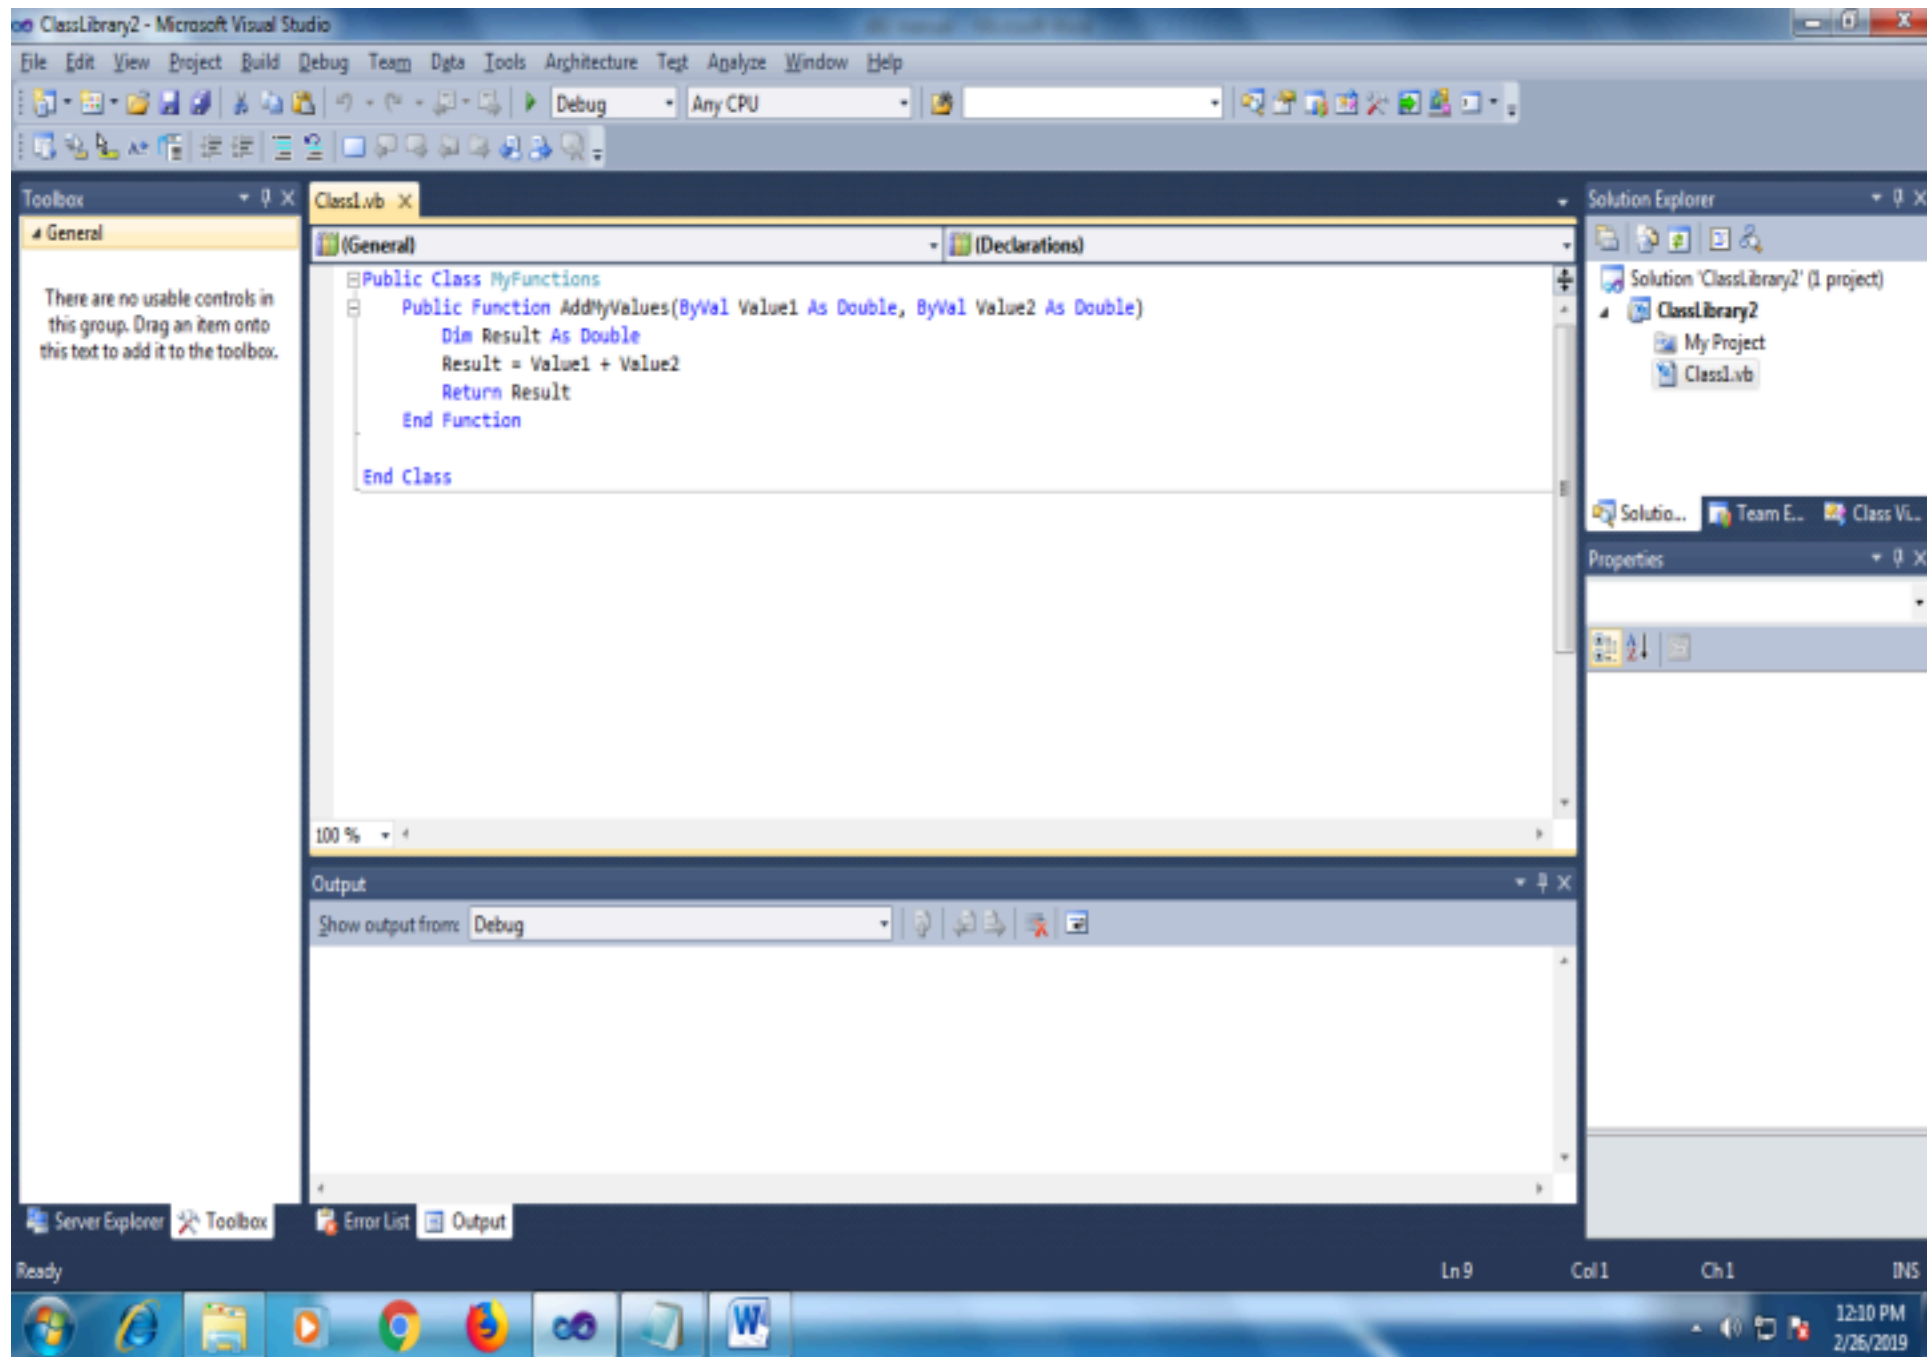 ClassLibrary2 - Microsoft Visual Studio
File Edit View Project Build Debug Team Data Tools Architecture Test Analyze Window Help
Debug Any CPU
Toolbox
General
There are no usable controls in
this group. Drag an item onto
this text to add it to the toolbox.
Class1.vb
(General) (Declarations)
Public Class MyFunctions
Public Function AddMyValues(ByVal Value1 As Double, ByVal Value2 As Double)
Dim Result As Double
Result = Value1 + Value2
Return Result
End Function
End Class
100 %
Output
Show output from: Debug
Solution Explorer
Solution 'ClassLibrary2' (1 project)
ClassLibrary2
My Project
Class1.vb
Solutio... Team E... Class Vi...
Properties
Server Explorer Toolbox
Error List Output
Ready Ln 9 Col 1 Ch 1 INS
12:10 PM
2/26/2019